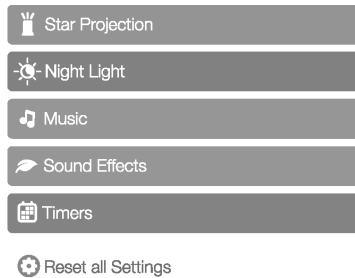 Star Projection
Night Light
Music
Sound Effects
Timers
Reset all Settings